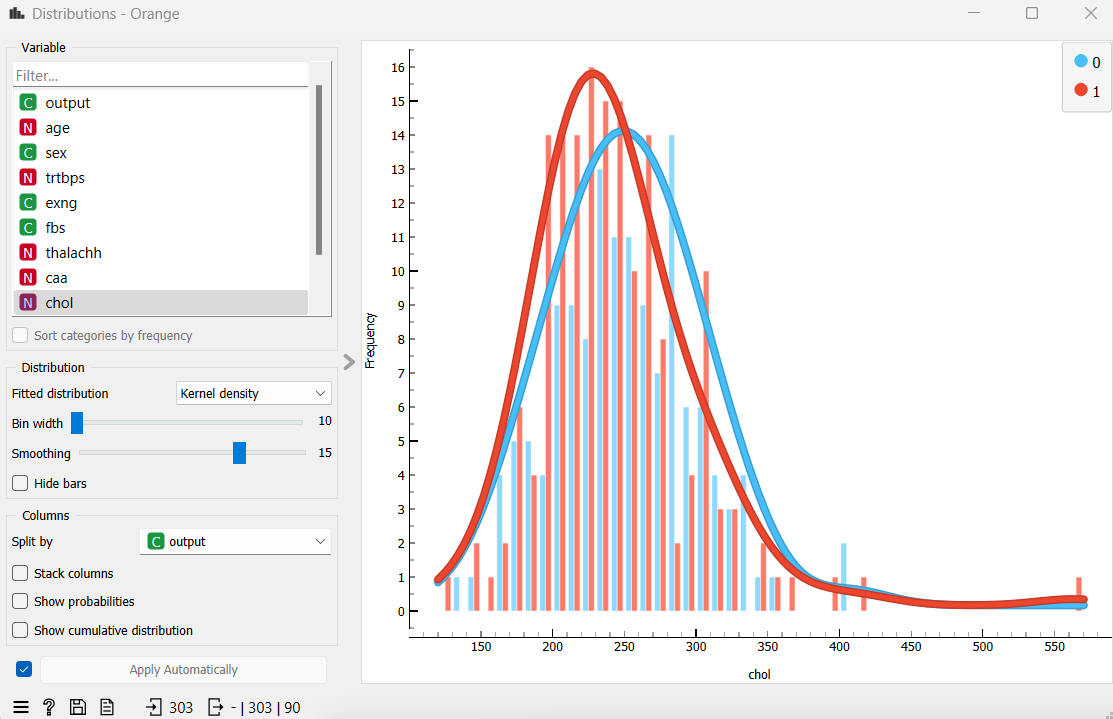 Distributions - Orange
Variable
Filter...
C output
N age
C sex
N trtbps
C exng
C fbs
N thalachh
N caa
N chol
Sort categories by frequency
Distribution
Fitted distribution Kernel density
Bin width 10
Smoothing 15
Hide bars
Columns
Split by C output
Stack columns
Show probabilities
Show cumulative distribution
Apply Automatically
303 - | 303 | 90
0
1
Frequency
16
15
14
13
12
11
10
9
8
7
6
5
4
3
2
1
0
150 200 250 300 350 400 450 500 550
chol